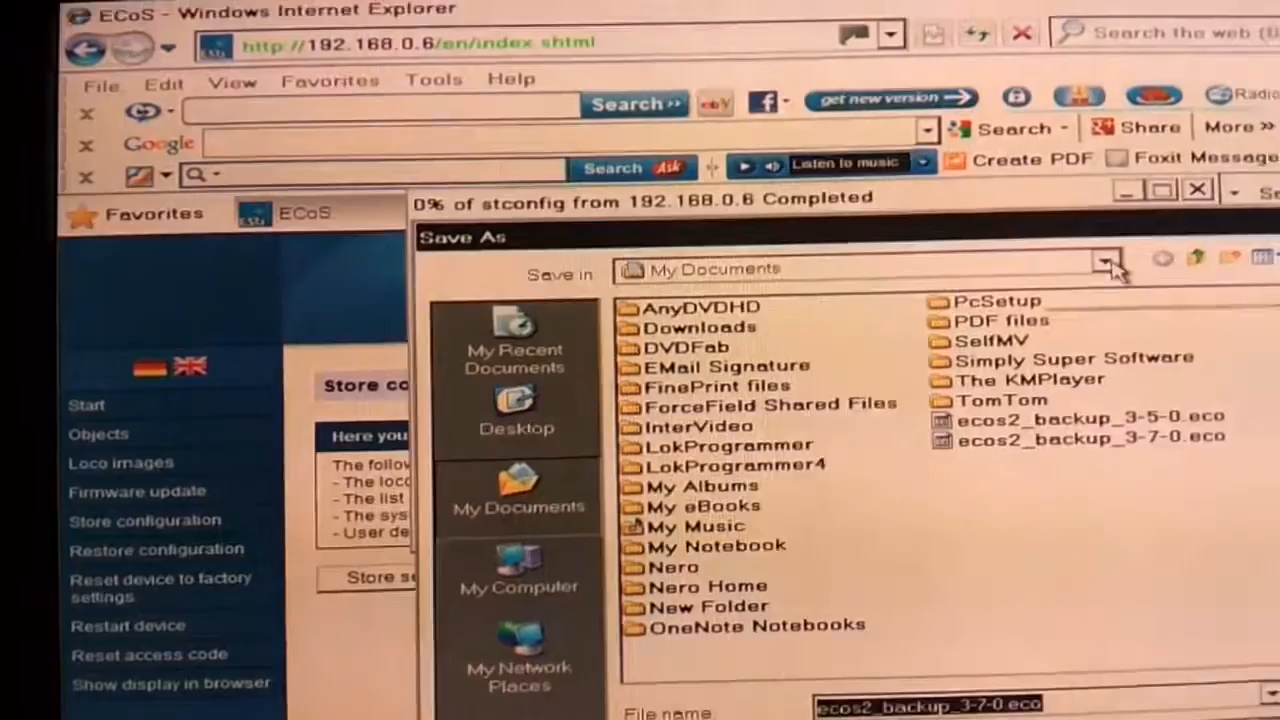 ECoS - Windows Internet Explorer
http://192.168.0.6/en/index.shtml
Search the web
File Edit View Favorites Tools Help
Search >>
ebY
f
get new version
Radio
Google
Search
Share
More >>
Search Ask
Listen to music
Create PDF
Foxit Message
Favorites
ECoS
0% of stconfig from 192.168.0.6 Completed
Save As
Save in:
My Documents
My Recent
Documents
Desktop
My Documents
My Computer
My Network
Places
AnyDVDHD
Downloads
DVDFab
EMail Signature
FinePrint files
ForceField Shared Files
InterVideo
LokProgrammer
LokProgrammer4
My Albums
My eBooks
My Music
My Notebook
Nero
Nero Home
New Folder
OneNote Notebooks
PcSetup
PDF files
SelfMV
Simply Super Software
The KMPlayer
TomTom
ecos2_backup_3-5-0.eco
ecos2_backup_3-7-0.eco
File name:
ecos2_backup_3-7-0.eco
Start
Objects
Loco images
Firmware update
Store configuration
Restore configuration
Reset device to factory
settings
Restart device
Reset access code
Show display in browser
Store co
Here you
The follow
- The loco
- The list
- The sys
- User de
Store se